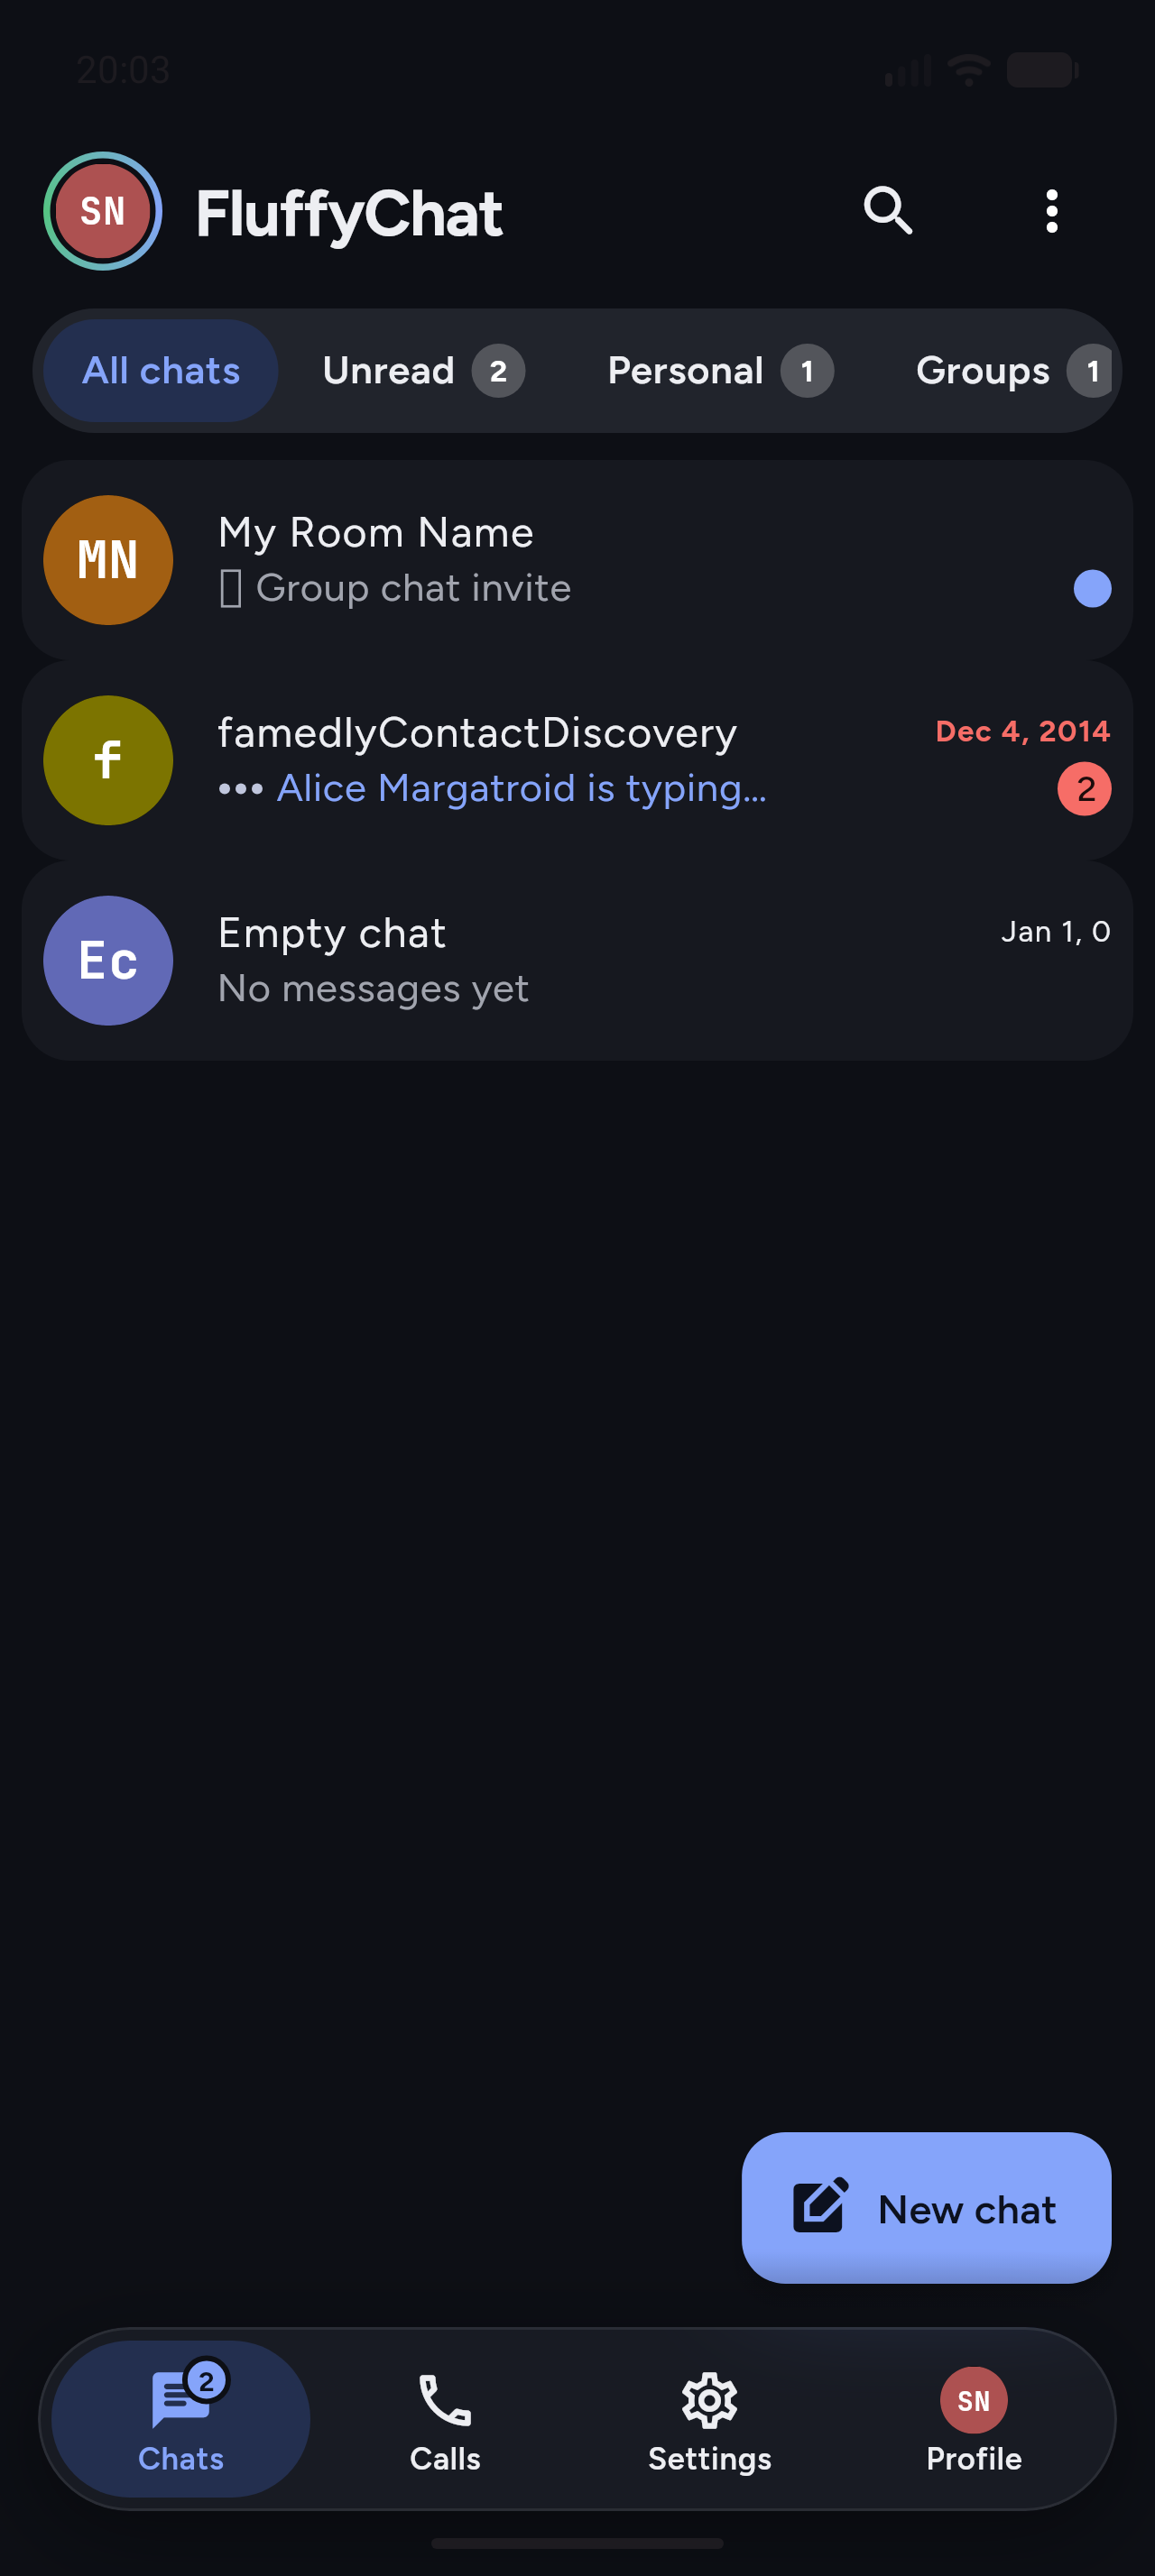 20:03
SN
FluffyChat
All chats
Unread 2
Personal 1
Groups 1
MN
My Room Name
Group chat invite
f
famedlyContactDiscovery
Dec 4, 2014
••• Alice Margatroid is typing...
2
Ec
Empty chat
Jan 1, 0
No messages yet
New chat
2
SN
Chats
Calls
Settings
Profile